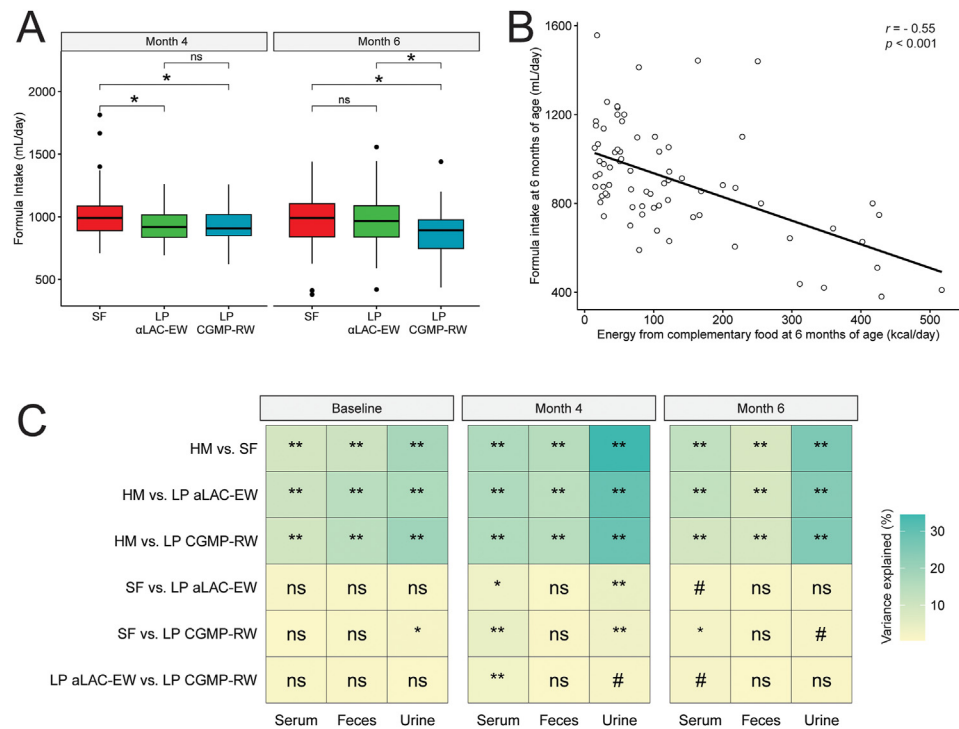 A
Month 4
Month 6
ns
*
*
*
*
ns
Formula Intake (mL/day)
2000
1500
1000
500
SF
LP
αLAC-EW
LP
CGMP-RW
SF
LP
αLAC-EW
LP
CGMP-RW
B
r = - 0.55
p < 0.001
Formula intake at 6 months of age (mL/day)
1600
1200
800
400
0
100
200
300
400
500
Energy from complementary food at 6 months of age (kcal/day)
C
Baseline
Month 4
Month 6
HM vs. SF ** ** ** ** ** ** ** ** **
HM vs. LP aLAC-EW ** ** ** ** ** ** ** ** **
HM vs. LP CGMP-RW ** ** ** ** ** ** ** ** **
SF vs. LP aLAC-EW ns ns ns * ns ** # ns ns
SF vs. LP CGMP-RW ns ns * ** ns ** * ns #
LP aLAC-EW vs. LP CGMP-RW ns ns ns ** ns # # ns ns
Serum Feces Urine Serum Feces Urine Serum Feces Urine
Variance explained (%)
30
20
10